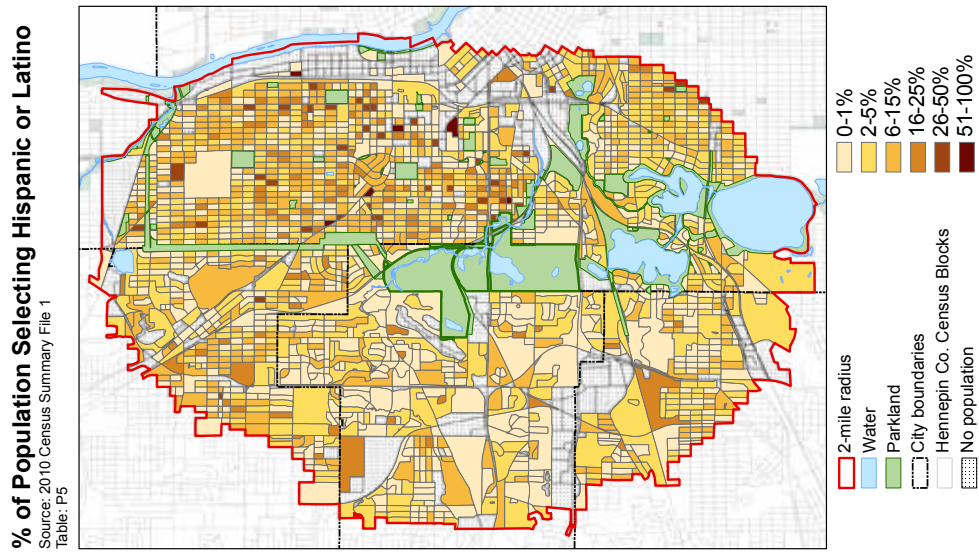 % of Population Selecting Hispanic or Latino
Source: 2010 Census Summary File 1
Table: P5
2-mile radius
Water
Parkland
City boundaries
Hennepin Co. Census Blocks
No population
0-1%
2-5%
6-15%
16-25%
26-50%
51-100%